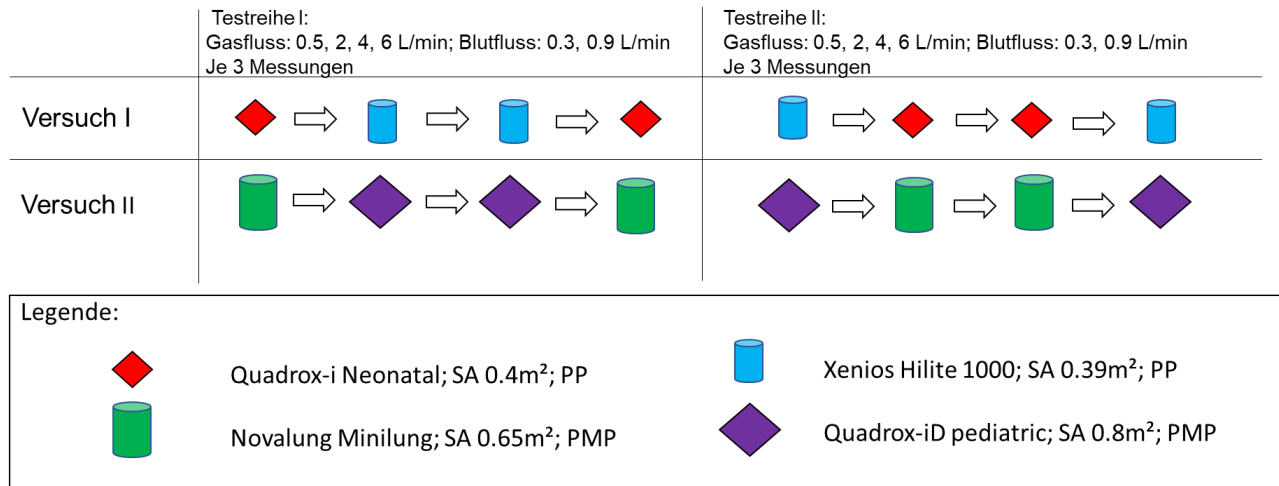 Testreihe I:
Gasfluss: 0.5, 2, 4, 6 L/min; Blutfluss: 0.3, 0.9 L/min
Je 3 Messungen
Testreihe II:
Gasfluss: 0.5, 2, 4, 6 L/min; Blutfluss: 0.3, 0.9 L/min
Je 3 Messungen
Versuch I
Versuch II
Legende:
Quadrox-i Neonatal; SA 0.4m²; PP
Xenios Hilite 1000; SA 0.39m²; PP
Novalung Minilung; SA 0.65m²; PMP
Quadrox-iD pediatric; SA 0.8m²; PMP